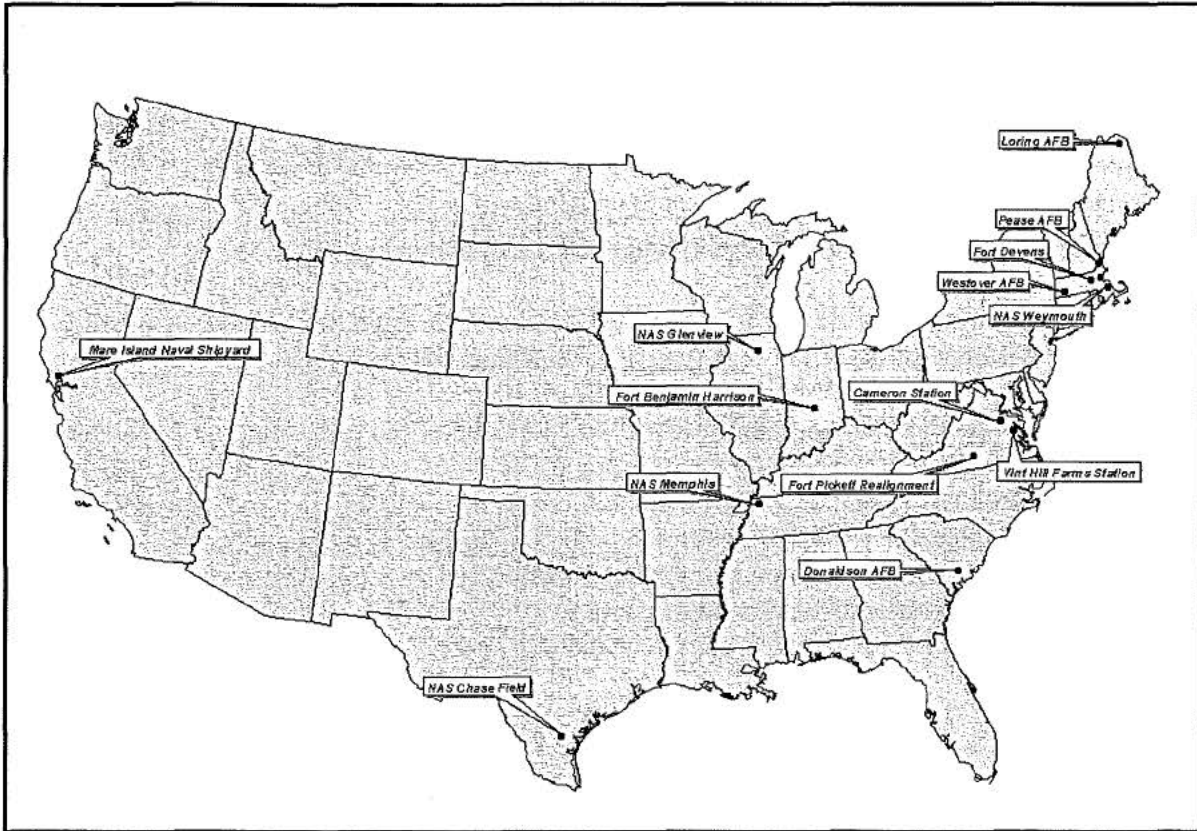 Loring AFB
Pease AFB
Fort Devens
Westover AFB
NAS Weymouth
NAS Glenview
Mare Island Naval Shipyard
Fort Benjamin Harrison
Cameron Station
Vint Hill Farms Station
NAS Memphis
Fort Pickett Realignment
Donaldson AFB
NAS Chase Field